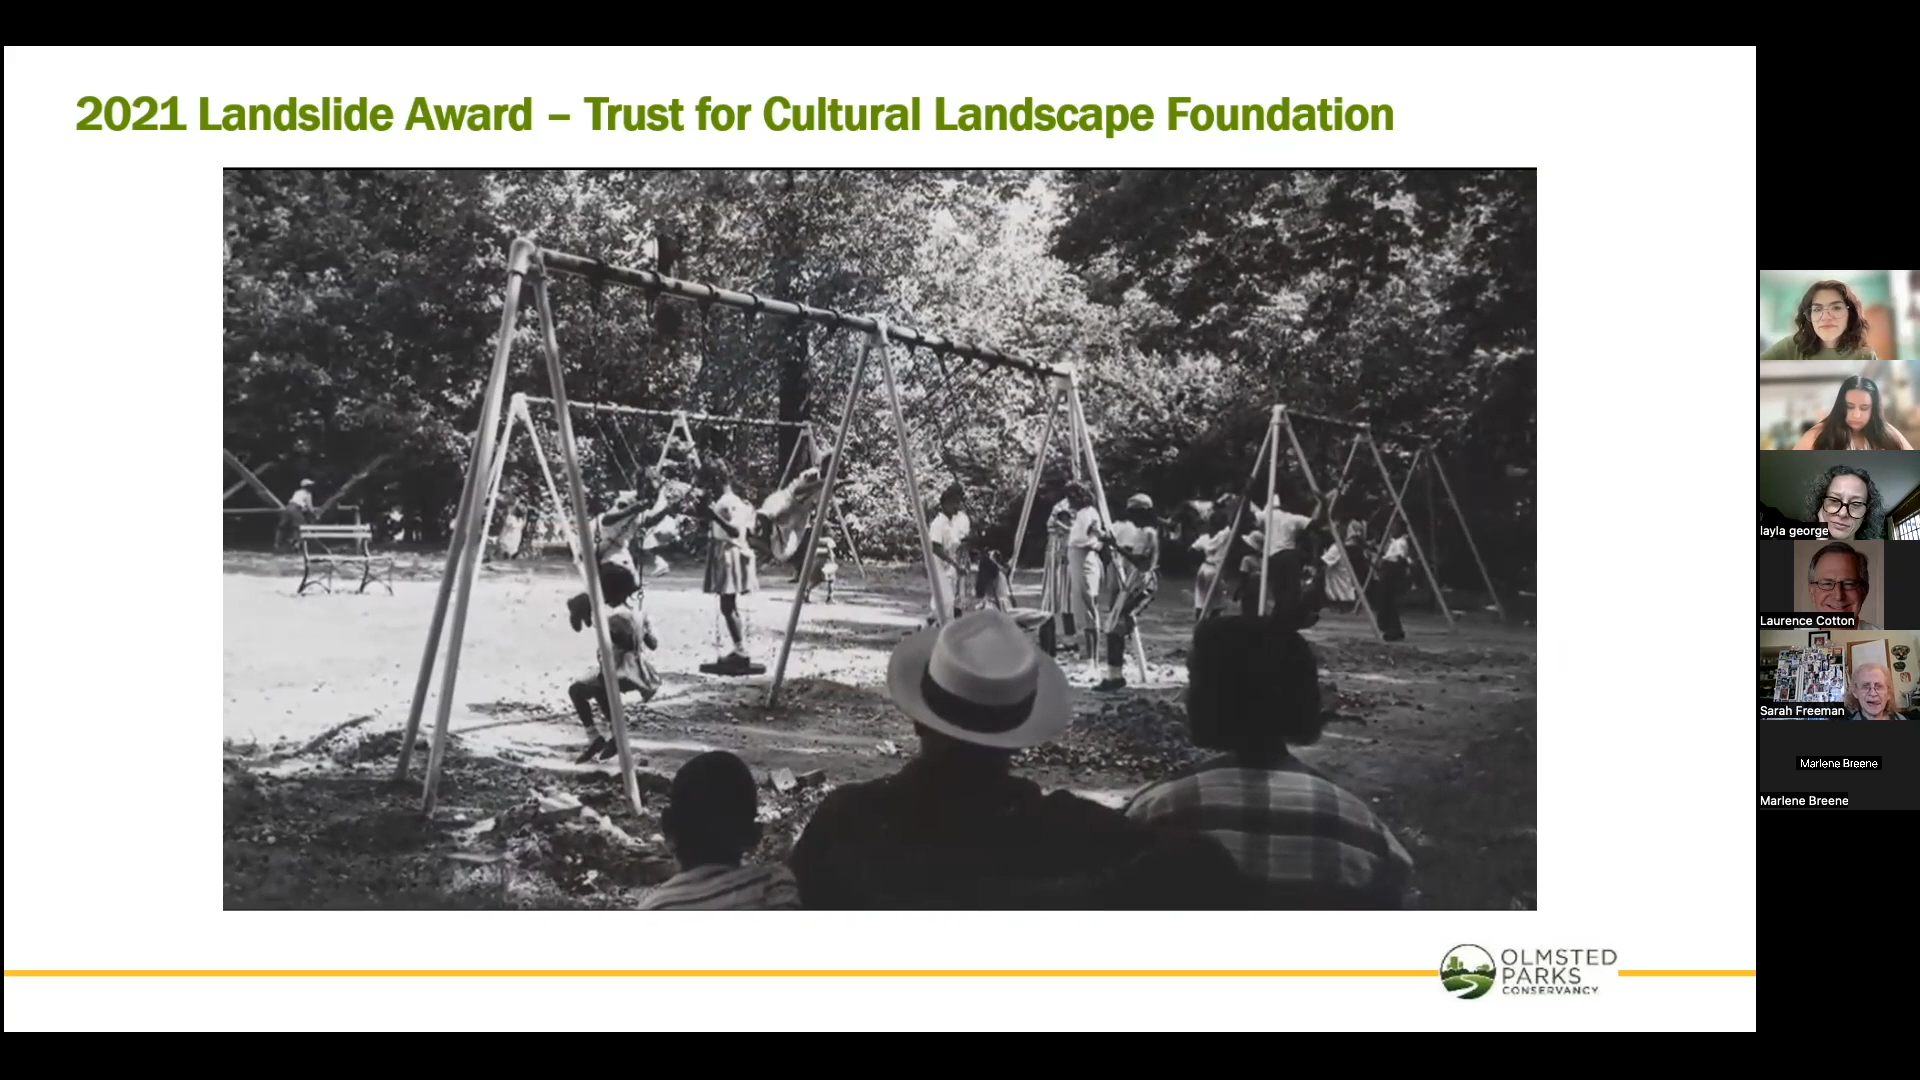 2021 Landslide Award – Trust for Cultural Landscape Foundation
OLMSTED
PARKS
CONSERVANCY
layla george
Laurence Cotton
Sarah Freeman
Marlene Breene
Marlene Breene